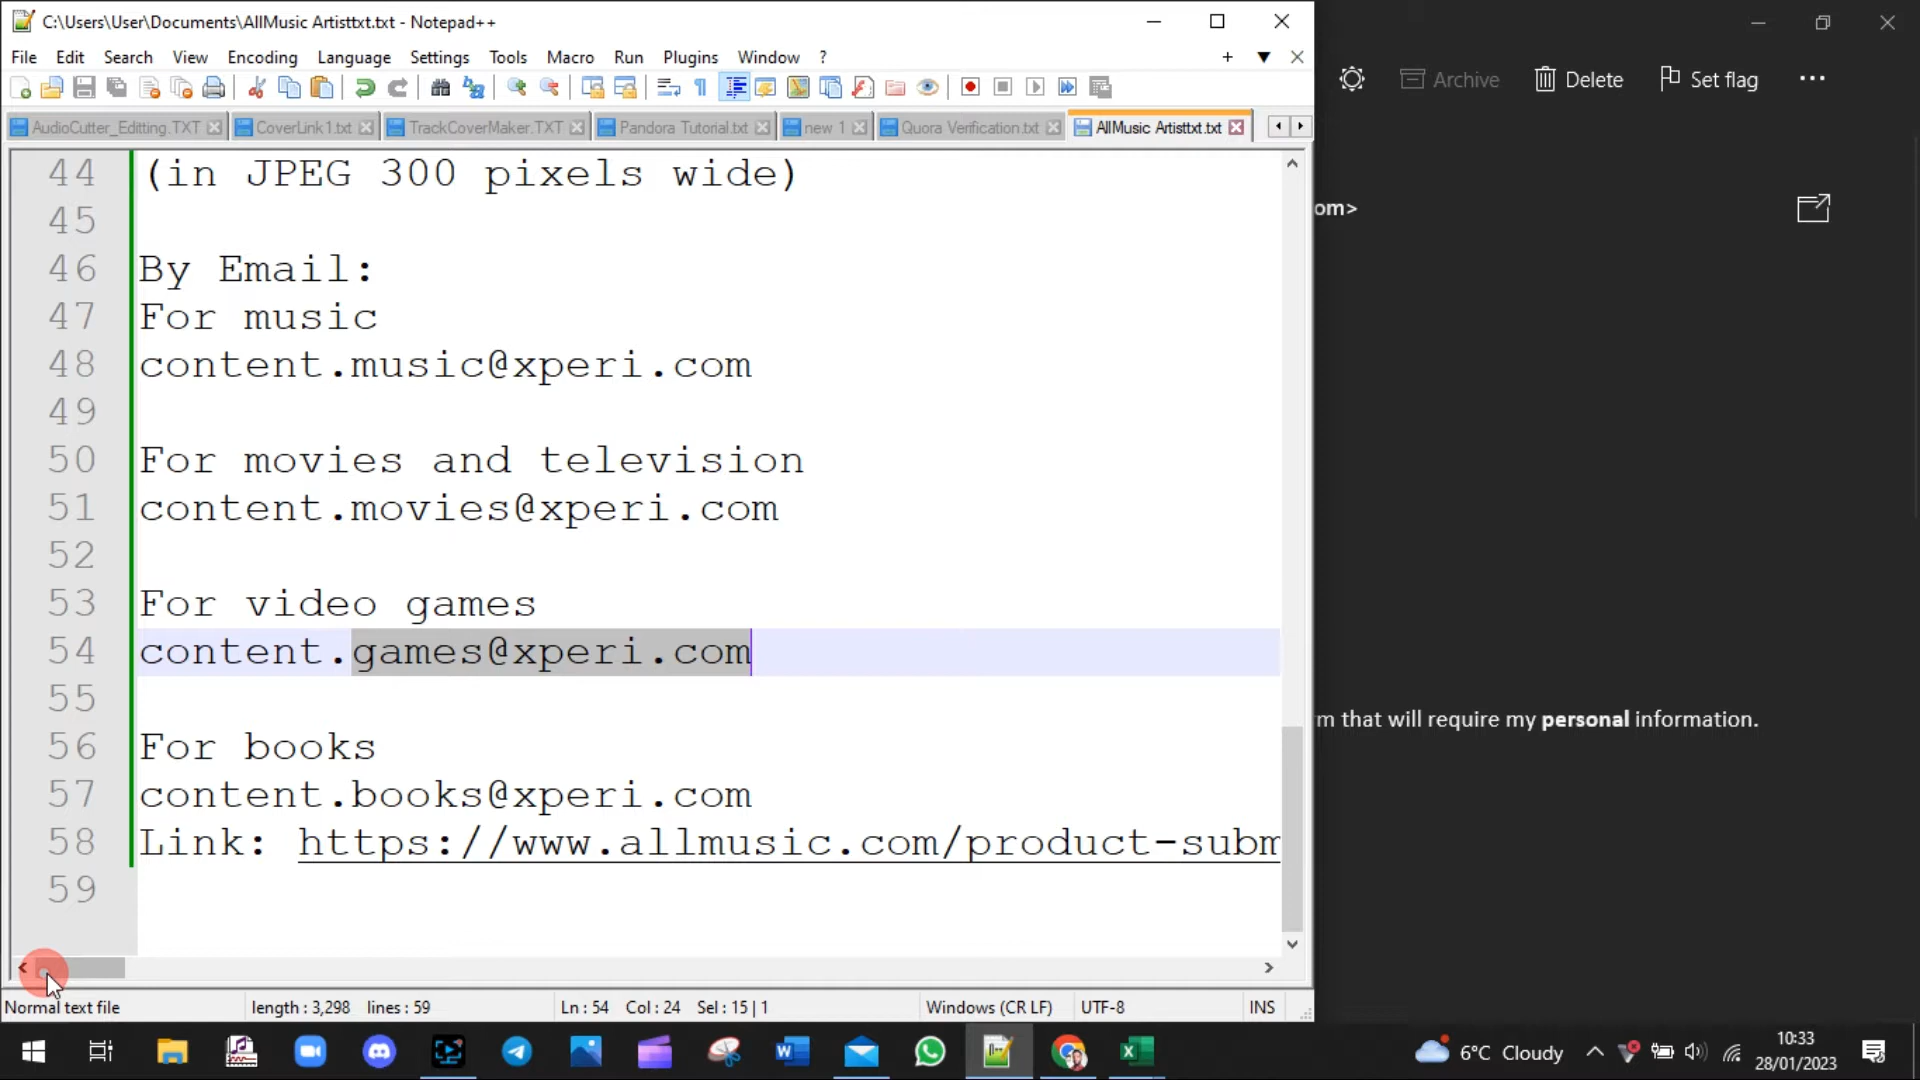 C:\Users\User\Documents\AllMusic Artisttxt.txt - Notepad++
File Edit Search View Encoding Language Settings Tools Macro Run Plugins Window ?
Archive Delete Set flag
AudioCutter_Editting.TXT CoverLink1.txt TrackCoverMaker.TXT Pandora Tutorial.txt new 1 Quora Verification.txt AllMusic Artisttxt.txt
44 (in JPEG 300 pixels wide)
45
om>
46 By Email:
47 For music
48 content.music@xperi.com
49
50 For movies and television
51 content.movies@xperi.com
52
53 For video games
54 content.games@xperi.com
55
rm that will require my personal information.
56 For books
57 content.books@xperi.com
58 Link: https://www.allmusic.com/product-subm
59
Normal text file length : 3,298 lines : 59 Ln : 54 Col : 24 Sel : 15 | 1 Windows (CR LF) UTF-8 INS
6°C Cloudy 10:33
28/01/2023